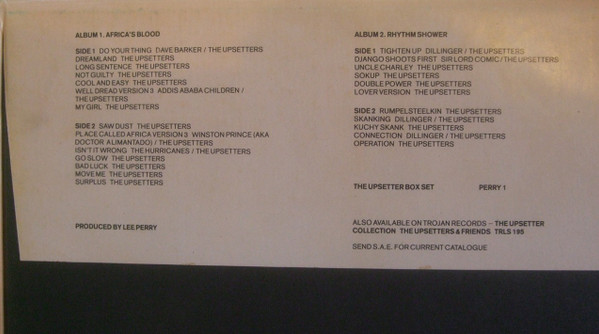 ALBUM 1. AFRICA'S BLOOD
SIDE 1 DO YOUR THING DAVE BARKER / THE UPSETTERS
DREAMLAND THE UPSETTERS
LONG SENTENCE THE UPSETTERS
NOT GUILTY THE UPSETTERS
COOL AND EASY THE UPSETTERS
WELL DREAD VERSION 3 ADDIS ABABA CHILDREN /
THE UPSETTERS
MY GIRL THE UPSETTERS
SIDE 2 SAW DUST THE UPSETTERS
PLACE CALLED AFRICA VERSION 3 WINSTON PRINCE (AKA
DOCTOR ALIMANTADO) / THE UPSETTERS
ISN'T IT WRONG THE HURRICANES / THE UPSETTERS
GO SLOW THE UPSETTERS
BAD LUCK THE UPSETTERS
MOVE ME THE UPSETTERS
SURPLUS THE UPSETTERS
PRODUCED BY LEE PERRY
ALBUM 2. RHYTHM SHOWER
SIDE 1 TIGHTEN UP DILLINGER / THE UPSETTERS
DJANGO SHOOTS FIRST SIR LORD COMIC / THE UPSETTERS
UNCLE CHARLEY THE UPSETTERS
SOKUP THE UPSETTERS
DOUBLE POWER THE UPSETTERS
LOVER VERSION THE UPSETTERS
SIDE 2 RUMPELSTEELKIN THE UPSETTERS
SKANKING DILLINGER / THE UPSETTERS
KUCHY SKANK THE UPSETTERS
CONNECTION DILLINGER / THE UPSETTERS
OPERATION THE UPSETTERS
THE UPSETTER BOX SET PERRY 1
ALSO AVAILABLE ON TROJAN RECORDS – THE UPSETTER
COLLECTION THE UPSETTERS & FRIENDS TRLS 195
SEND S.A.E. FOR CURRENT CATALOGUE